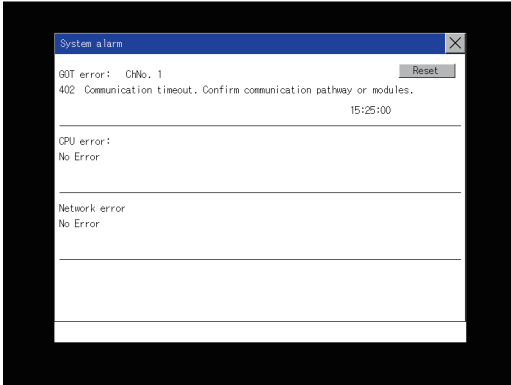 System alarm
GOT error: ChNo. 1
Reset
402 Communication timeout. Confirm communication pathway or modules.
15:25:00
CPU error:
No Error
Network error
No Error